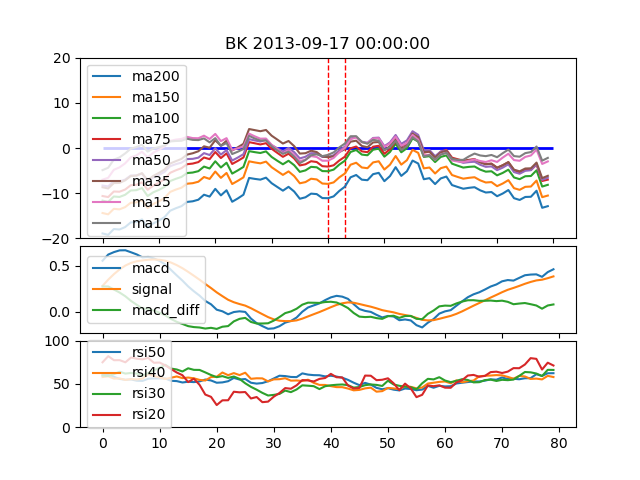 BK 2013-09-17 00:00:00
20
10
0
−10
−20
ma200
ma150
ma100
ma75
ma50
ma35
ma15
ma10
0.5
0.0
macd
signal
macd_diff
100
50
0
rsi50
rsi40
rsi30
rsi20
0 10 20 30 40 50 60 70 80